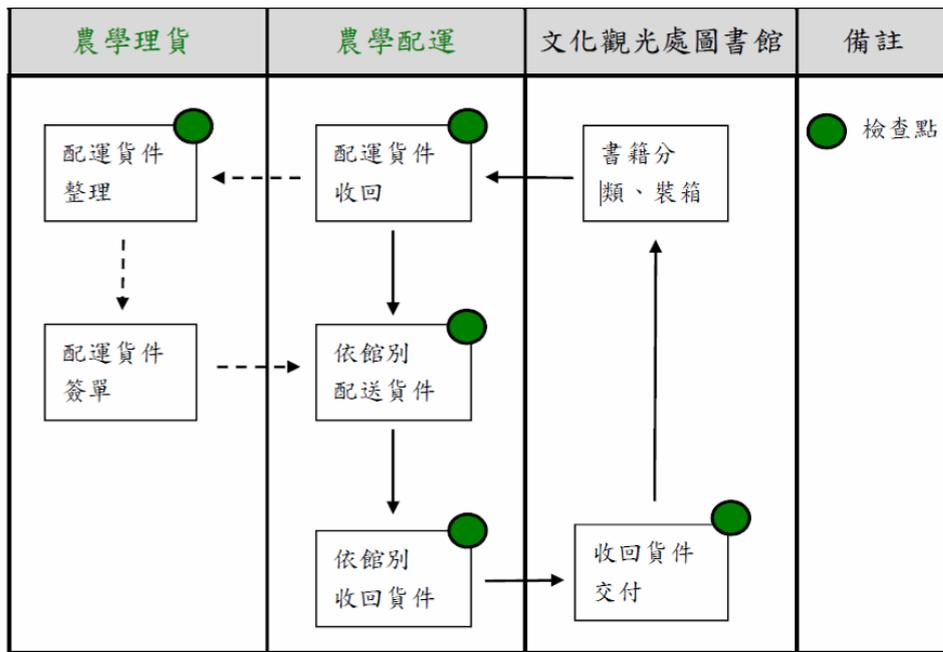 農學理貨
農學配運
文化觀光處圖書館
備註
配運貨件
整理
配運貨件
收回
書籍分
類、裝箱
檢查點
配運貨件
簽單
依館別
配送貨件
依館別
收回貨件
收回貨件
交付